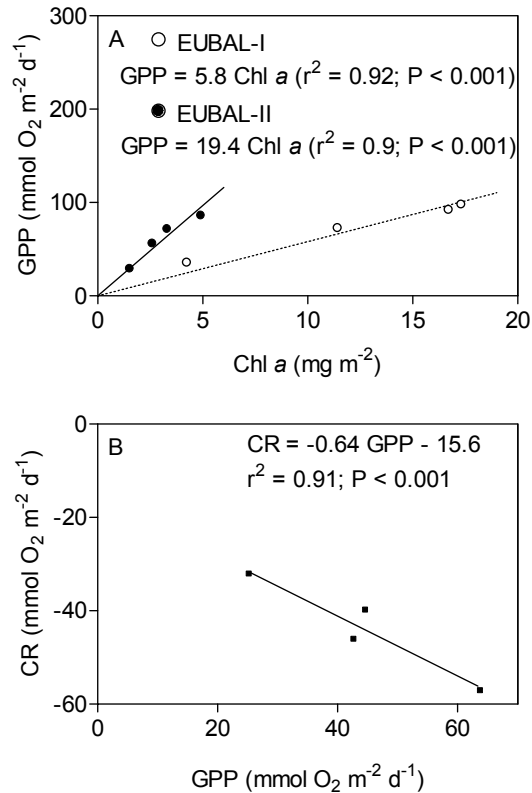 A
EUBAL-I
GPP = 5.8 Chl a (r² = 0.92; P < 0.001)
EUBAL-II
GPP = 19.4 Chl a (r² = 0.9; P < 0.001)
300
200
100
0
GPP (mmol O₂ m⁻² d⁻¹)
0 5 10 15 20
Chl a (mg m⁻²)
B
CR = -0.64 GPP - 15.6
r² = 0.91; P < 0.001
0
-20
-40
-60
CR (mmol O₂ m⁻² d⁻¹)
0 20 40 60
GPP (mmol O₂ m⁻² d⁻¹)